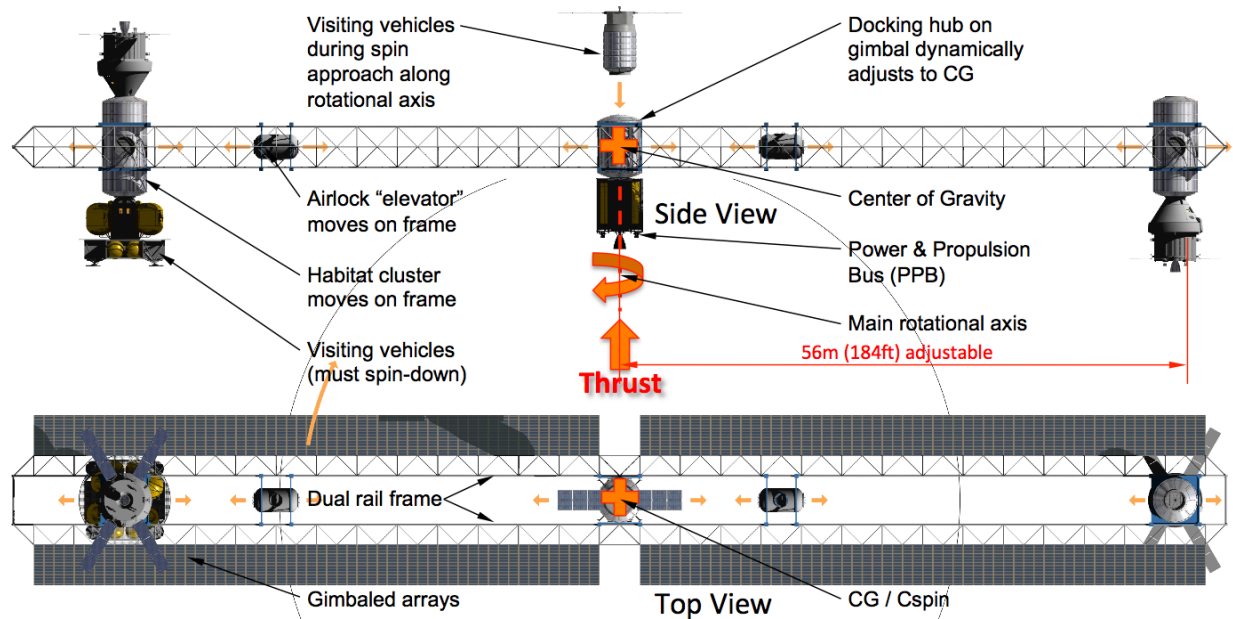 Visiting vehicles
during spin
approach along
rotational axis
Docking hub on
gimbal dynamically
adjusts to CG
Airlock “elevator”
moves on frame
Side View
Center of Gravity
Habitat cluster
moves on frame
Power & Propulsion
Bus (PPB)
Main rotational axis
Visiting vehicles
(must spin-down)
56m (184ft) adjustable
Thrust
Dual rail frame
Gimbaled arrays
Top View
CG / Cspin